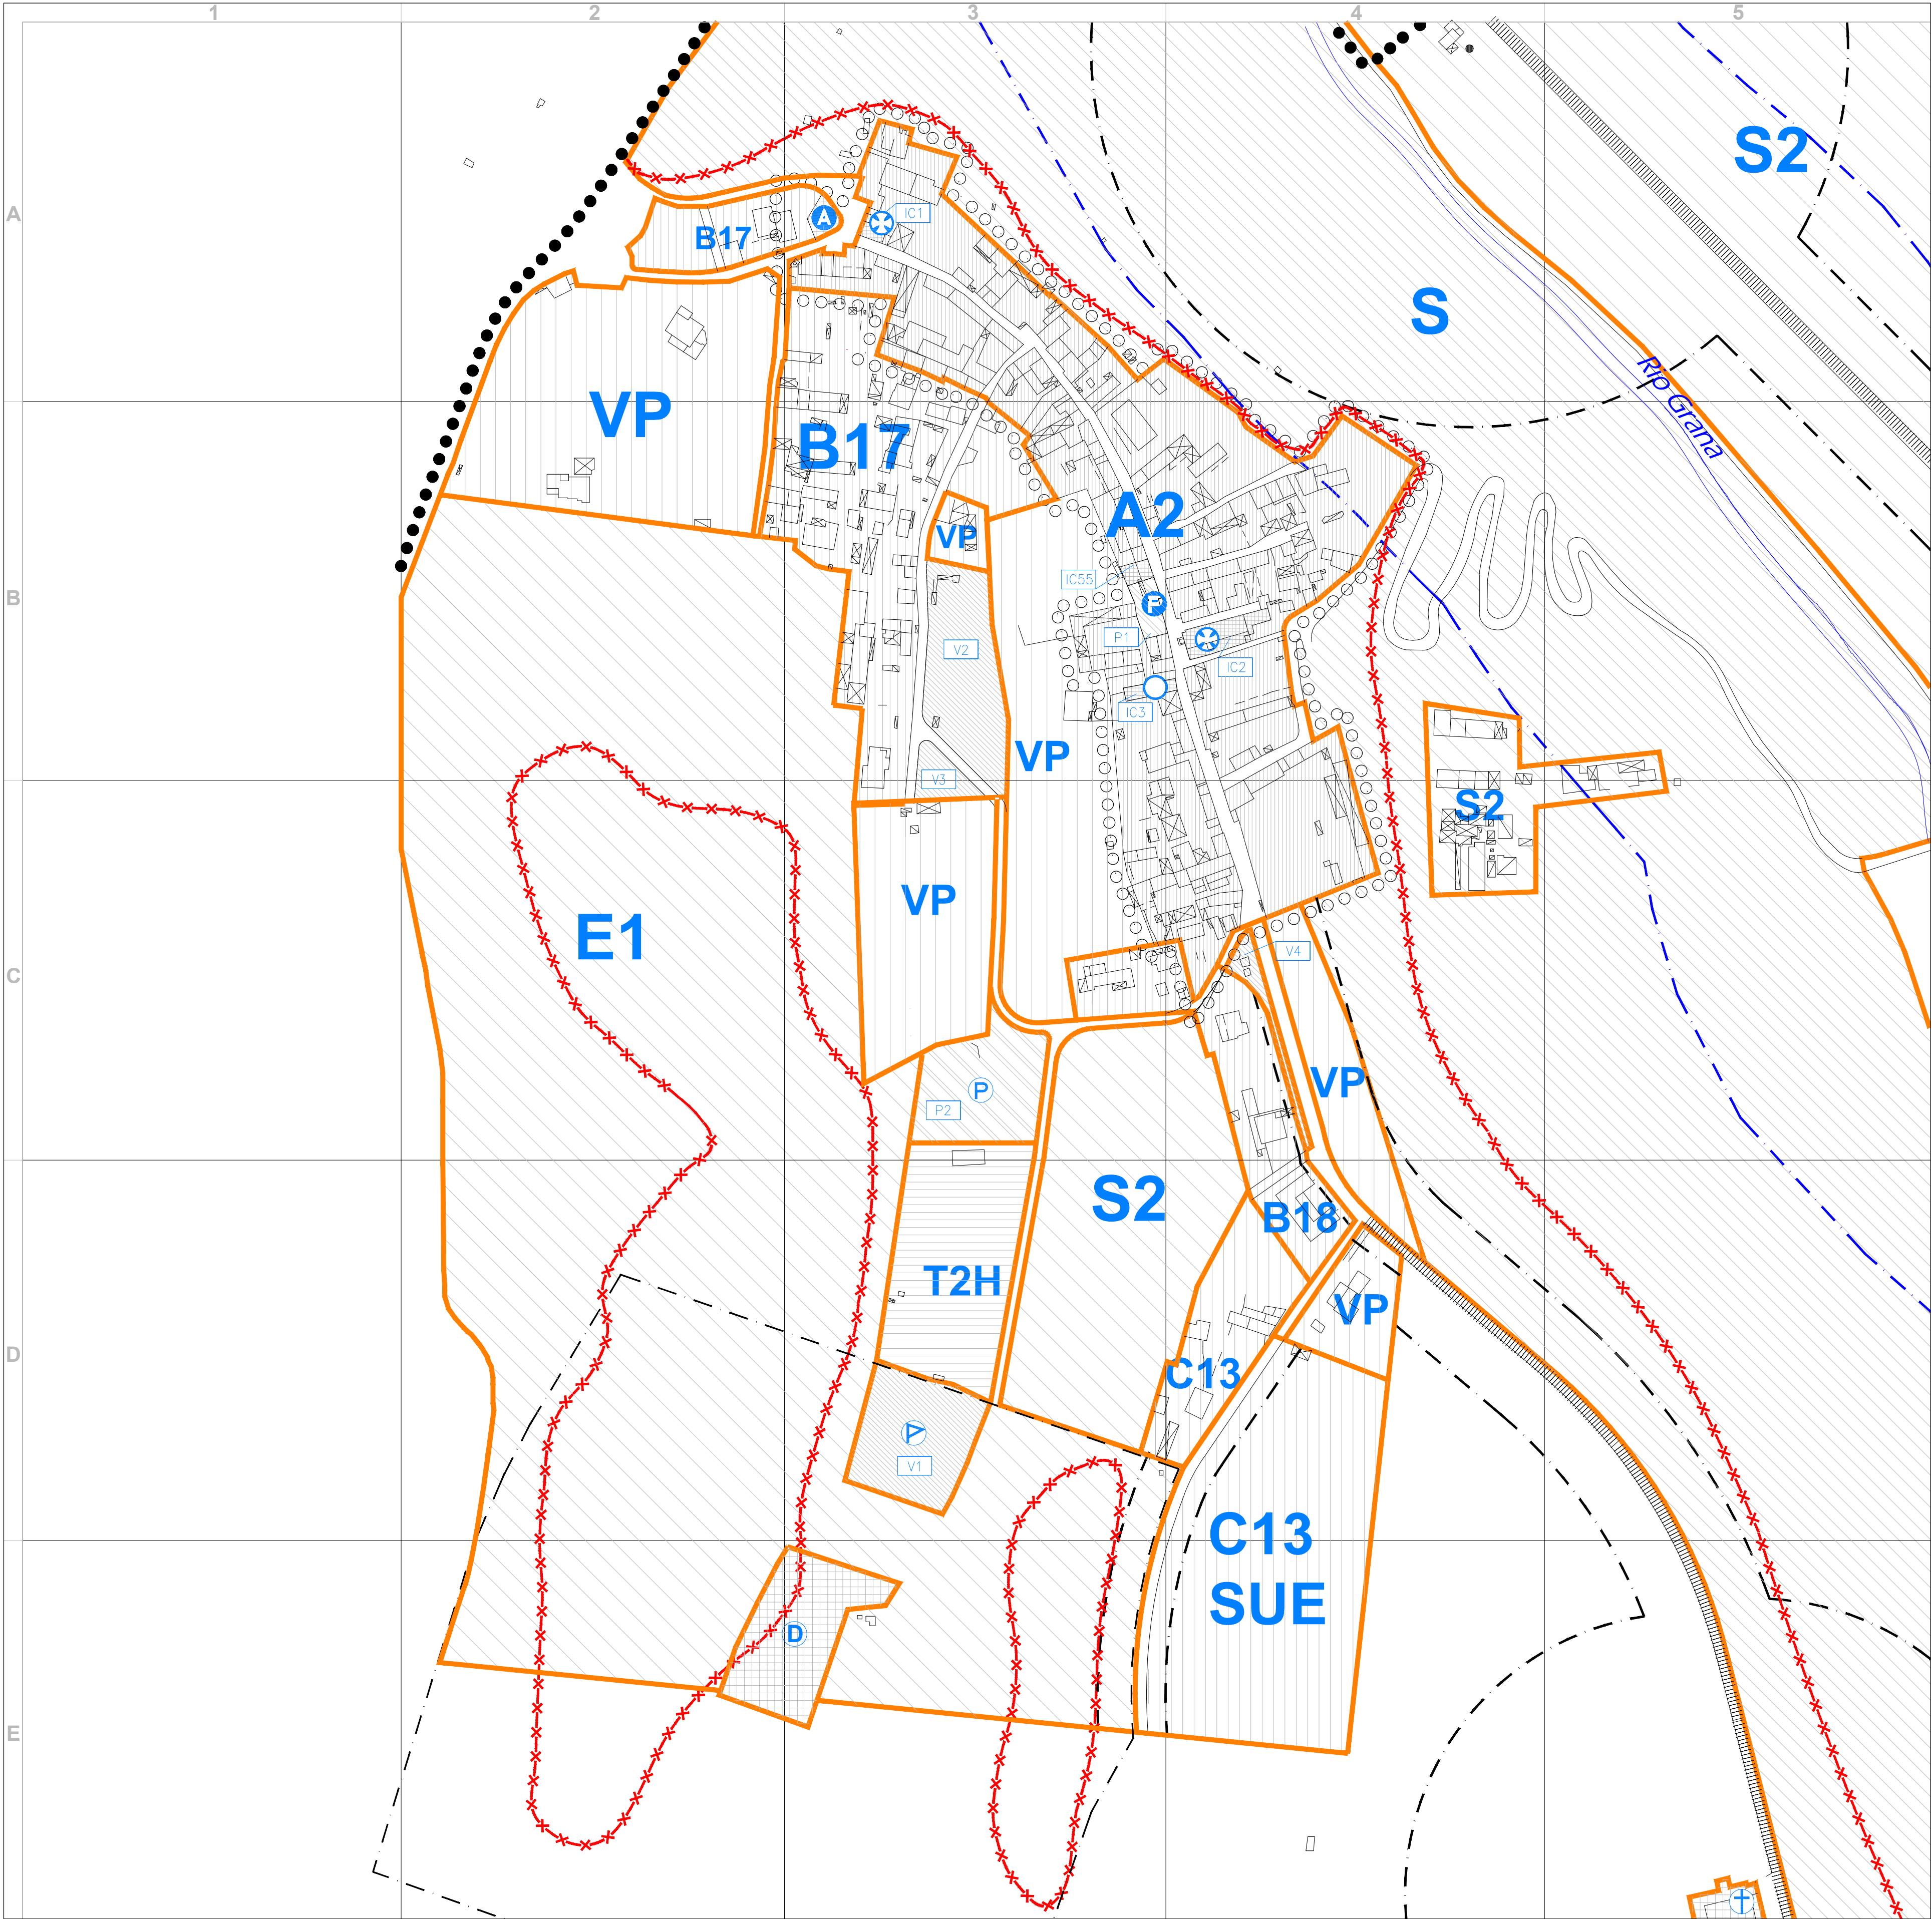 1 2 3 4 5
A
S2
A
IC1
B17
S
Rio Grana
VP
B17
A2
VP
IC55
B
P
P1
V2
IC2
IC3
VP
V3
S2
VP
E1
V4
C
VP
P
P2
S2
B18
T2H
VP
D
C13
P
V1
C13
SUE
D
E